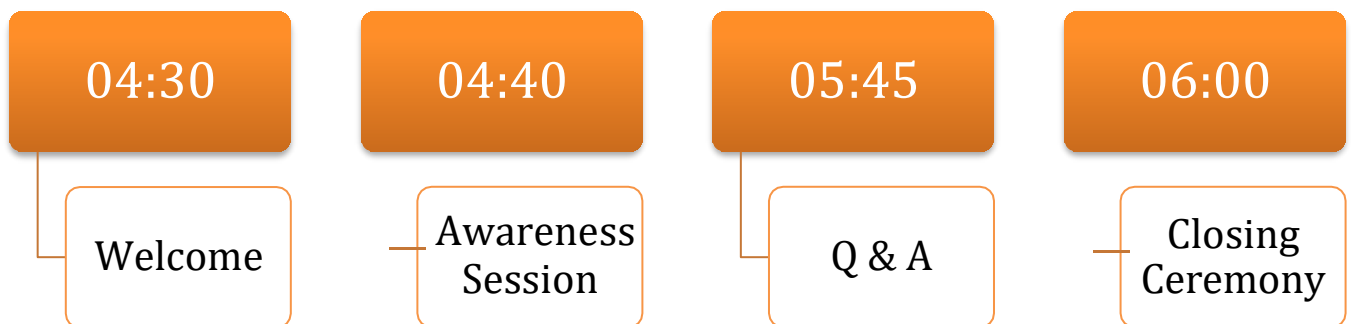 04:30
04:40
05:45
06:00
Welcome
Awareness
Session
Q & A
Closing
Ceremony